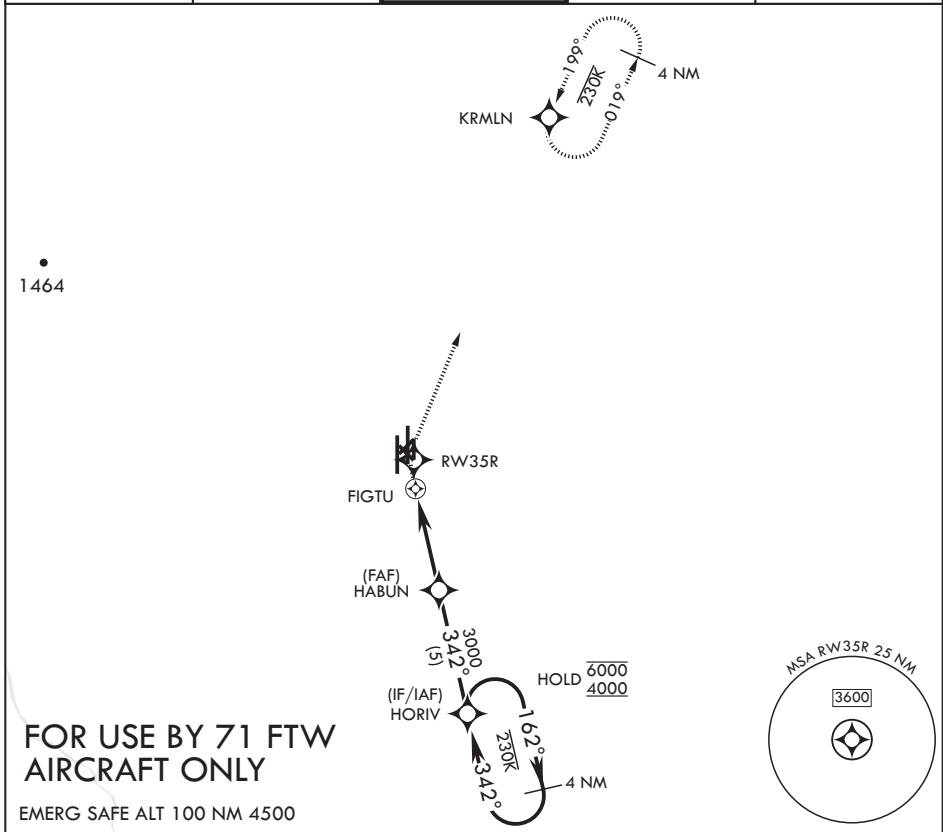 199°
230K
019°
4 NM
KRMLN
1464
RW35R
FIGTU
(FAF)
HABUN
3000
342°
(5)
(IF/IAF)
HORIV
HOLD 6000
4000
162°
230K
342°
4 NM
MSA RW35R 25 NM
3600
FOR USE BY 71 FTW
AIRCRAFT ONLY
EMERG SAFE ALT 100 NM 4500